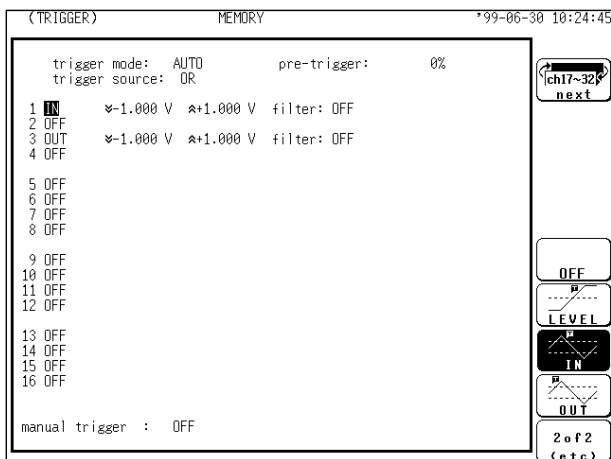 (TRIGGER) MEMORY '99-06-30 10:24:45
trigger mode: AUTO pre-trigger: 0%
trigger source: OR
1 IN ⩔-1.000 V ⩓+1.000 V filter: OFF
2 OFF
3 OUT ⩔-1.000 V ⩓+1.000 V filter: OFF
4 OFF
5 OFF
6 OFF
7 OFF
8 OFF
9 OFF
10 OFF
11 OFF
12 OFF
13 OFF
14 OFF
15 OFF
16 OFF
manual trigger : OFF
ch17~32
next
OFF
T
LEVEL
T
IN
T
OUT
2of2
(etc)